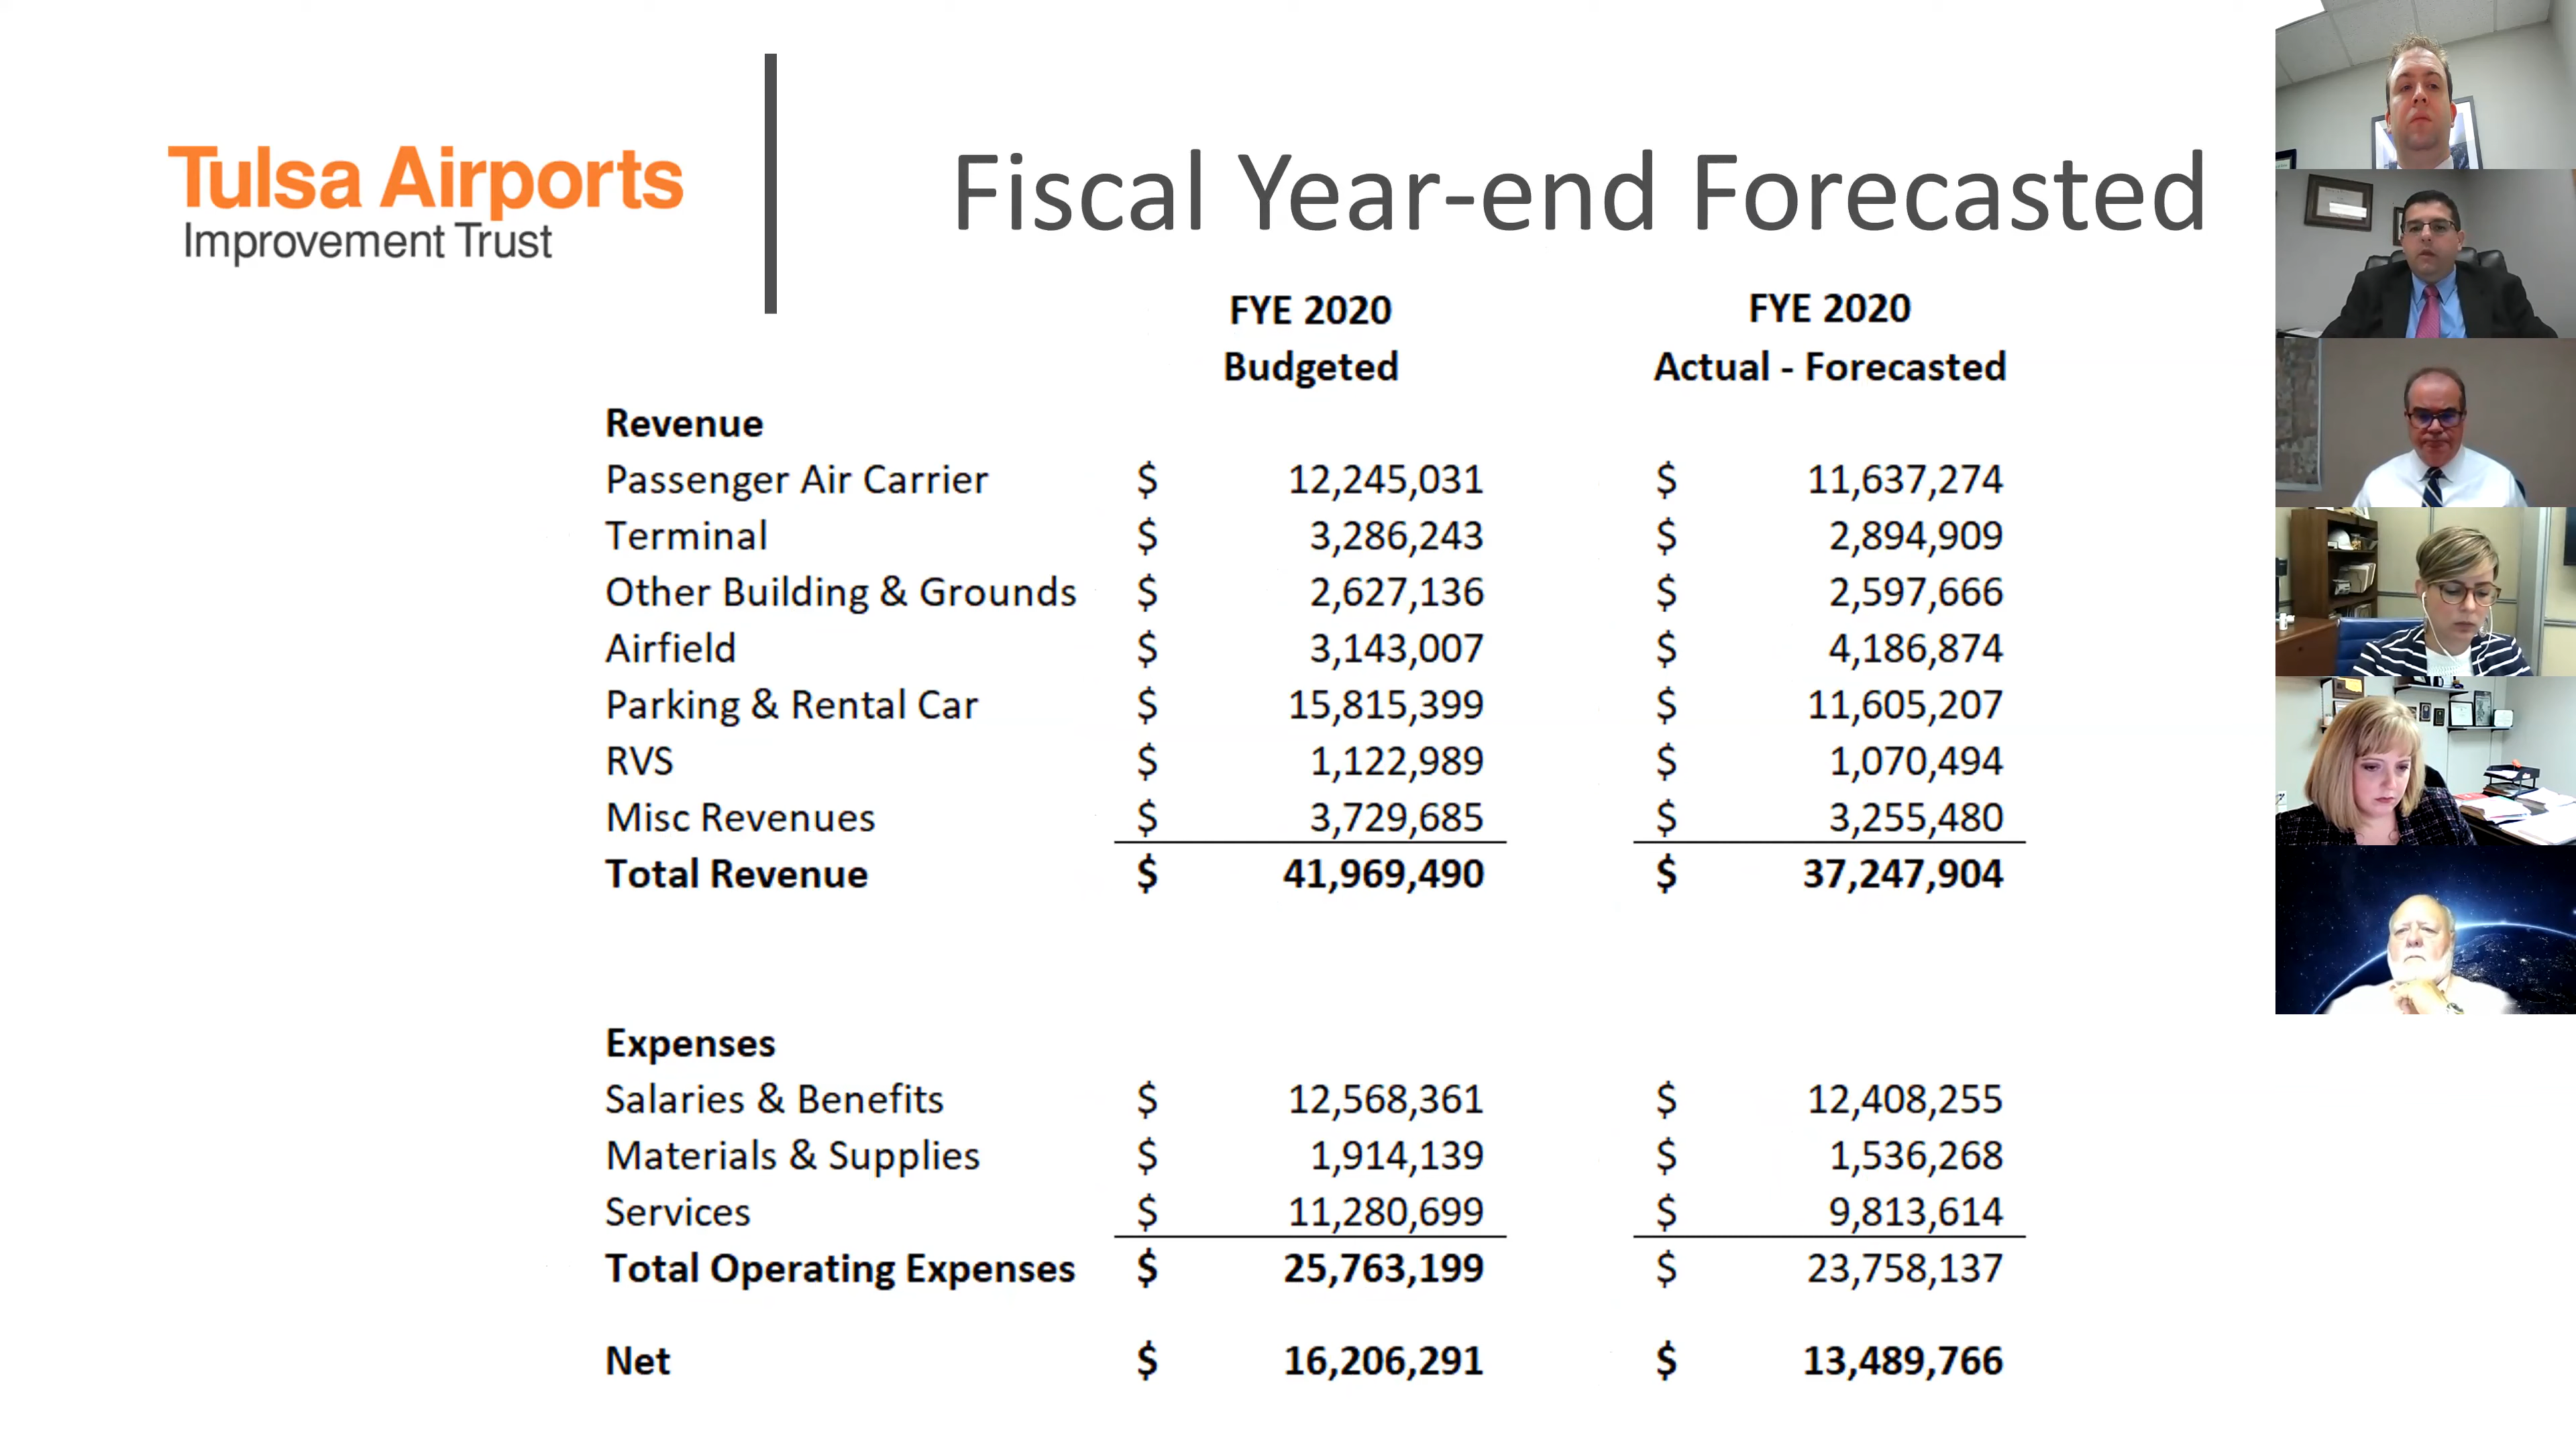 Tulsa Airports
Improvement Trust
Fiscal Year-end Forecasted
FYE 2020 FYE 2020
Budgeted Actual - Forecasted
Revenue
Passenger Air Carrier $ 12,245,031 $ 11,637,274
Terminal $ 3,286,243 $ 2,894,909
Other Building & Grounds $ 2,627,136 $ 2,597,666
Airfield $ 3,143,007 $ 4,186,874
Parking & Rental Car $ 15,815,399 $ 11,605,207
RVS $ 1,122,989 $ 1,070,494
Misc Revenues $ 3,729,685 $ 3,255,480
Total Revenue $ 41,969,490 $ 37,247,904
Expenses
Salaries & Benefits $ 12,568,361 $ 12,408,255
Materials & Supplies $ 1,914,139 $ 1,536,268
Services $ 11,280,699 $ 9,813,614
Total Operating Expenses $ 25,763,199 $ 23,758,137
Net $ 16,206,291 $ 13,489,766